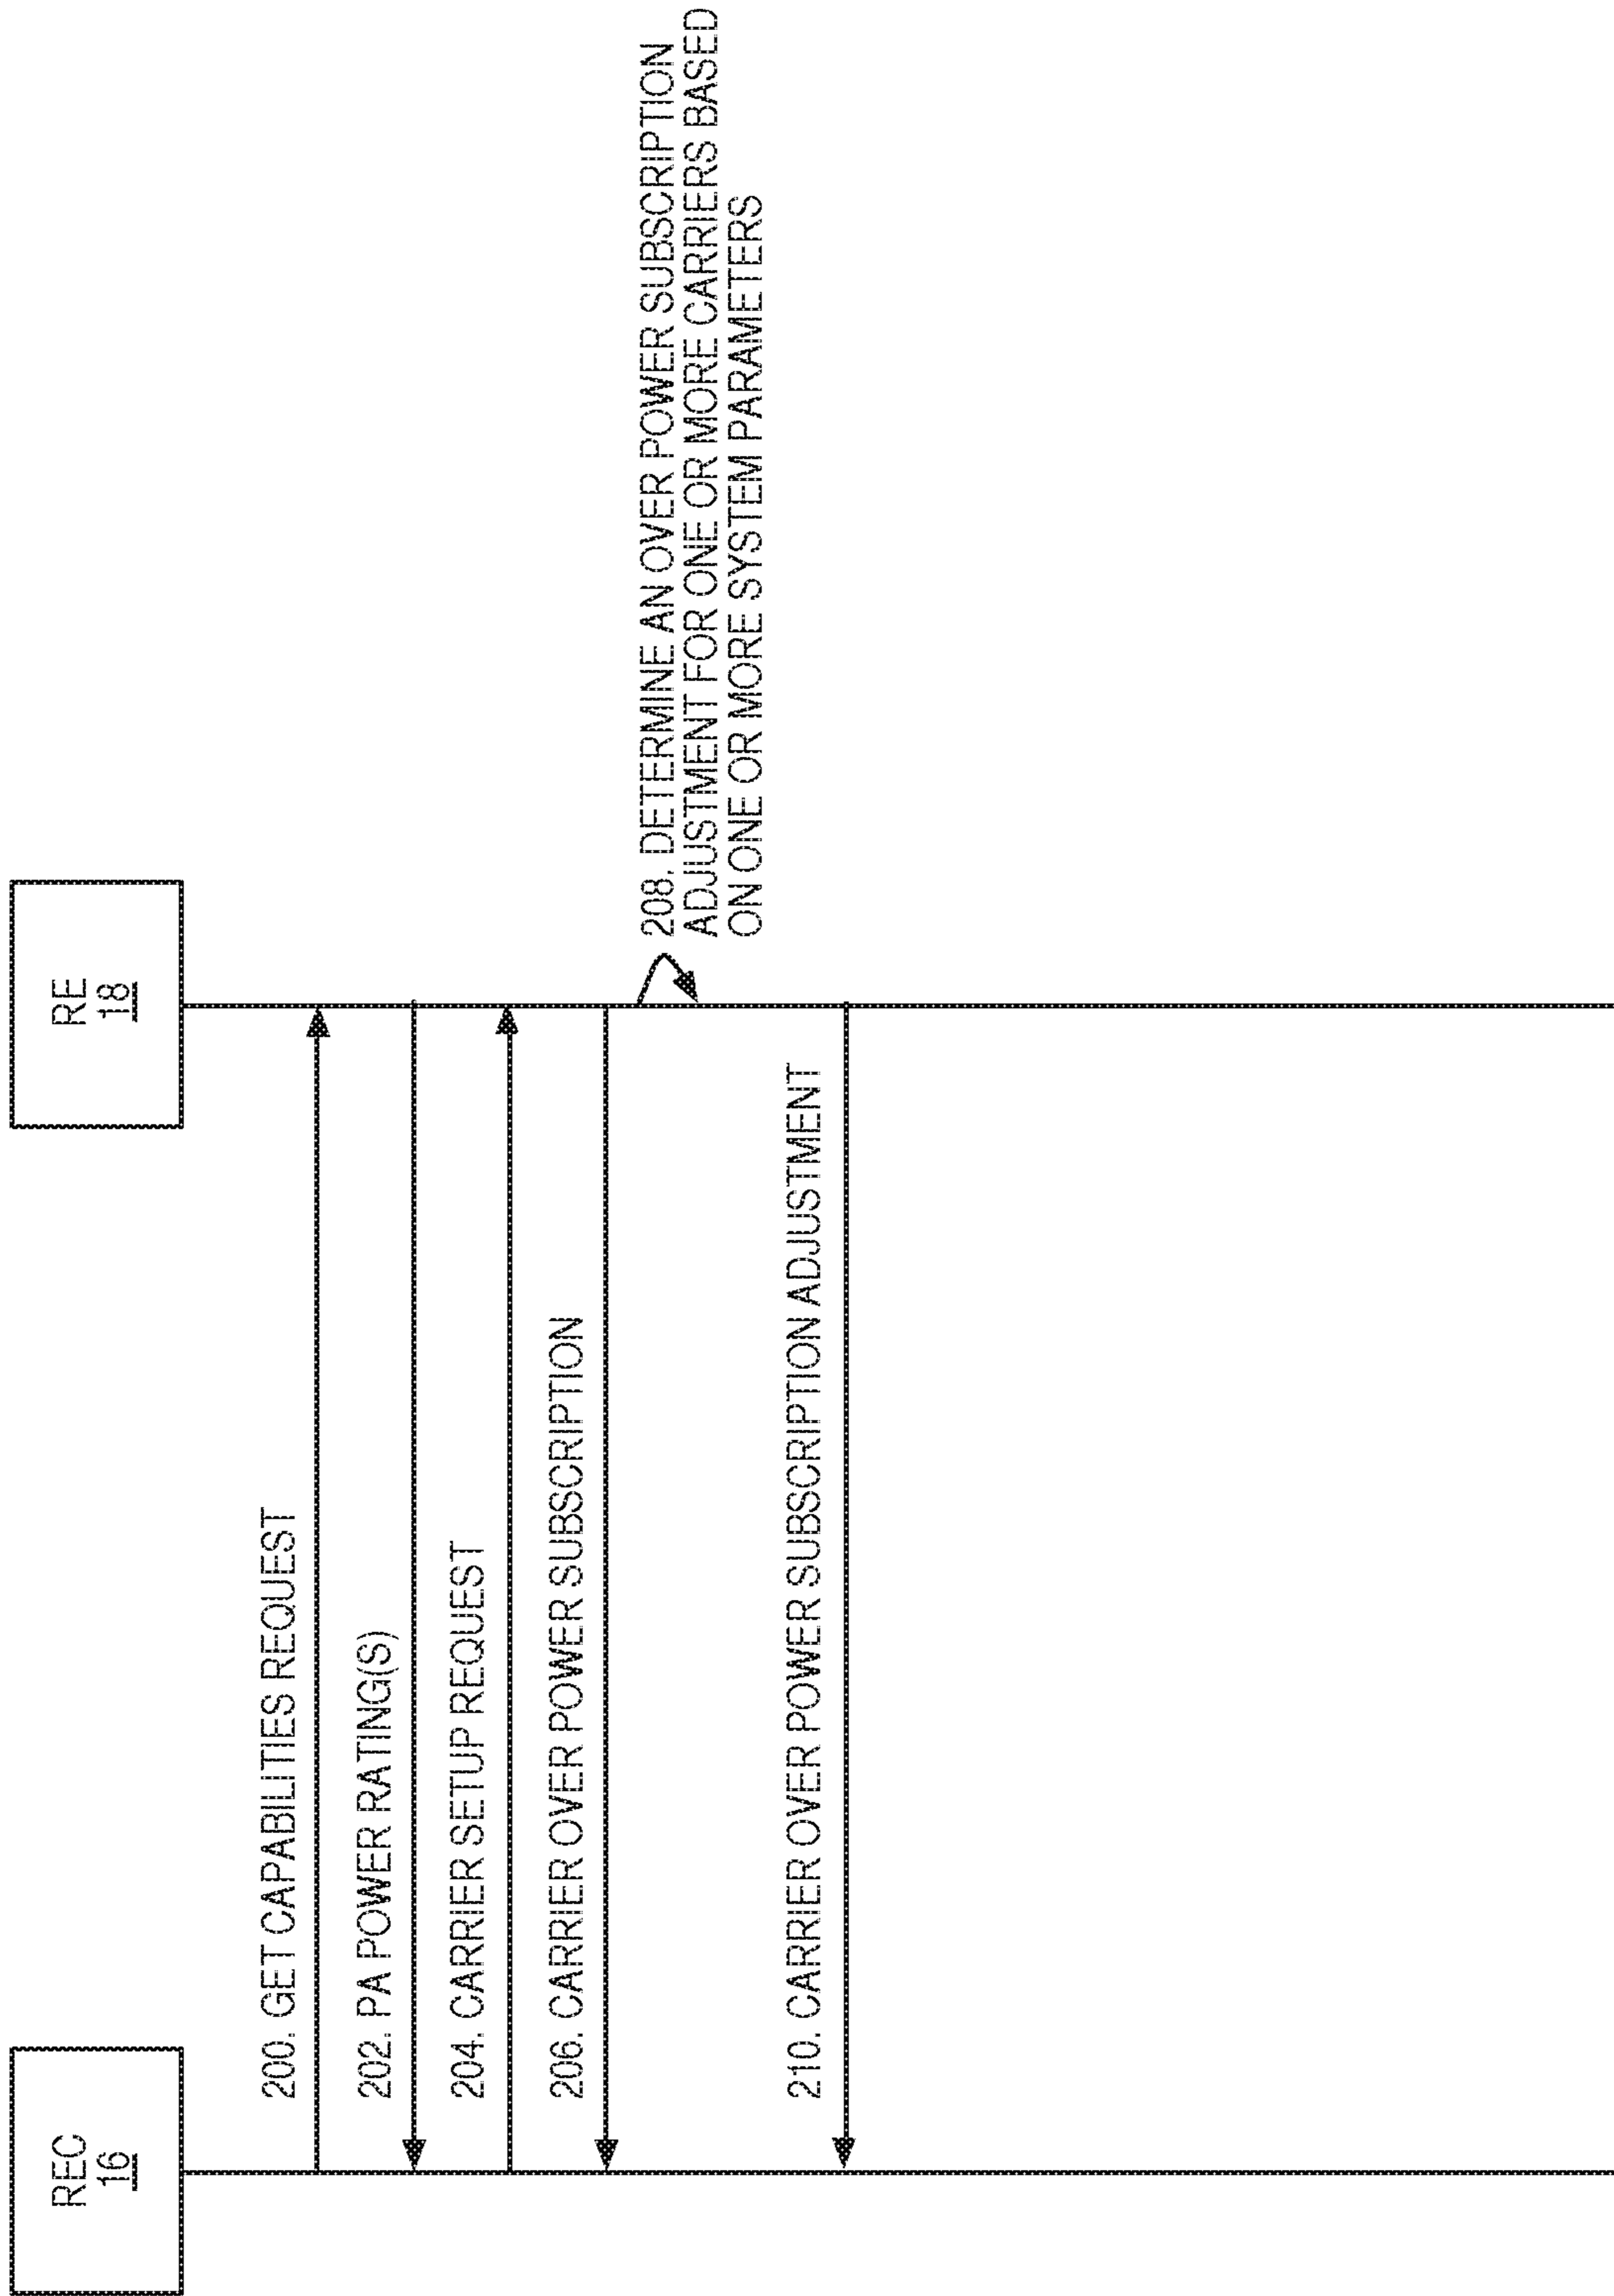 REC
16
RE
18
200. GET CAPABILITIES REQUEST
202. PA POWER RATING(S)
204. CARRIER SETUP REQUEST
206. CARRIER OVER POWER SUBSCRIPTION
208. DETERMINE AN OVER POWER SUBSCRIPTION
ADJUSTMENT FOR ONE OR MORE CARRIERS BASED
ON ONE OR MORE SYSTEM PARAMETERS
210. CARRIER OVER POWER SUBSCRIPTION ADJUSTMENT